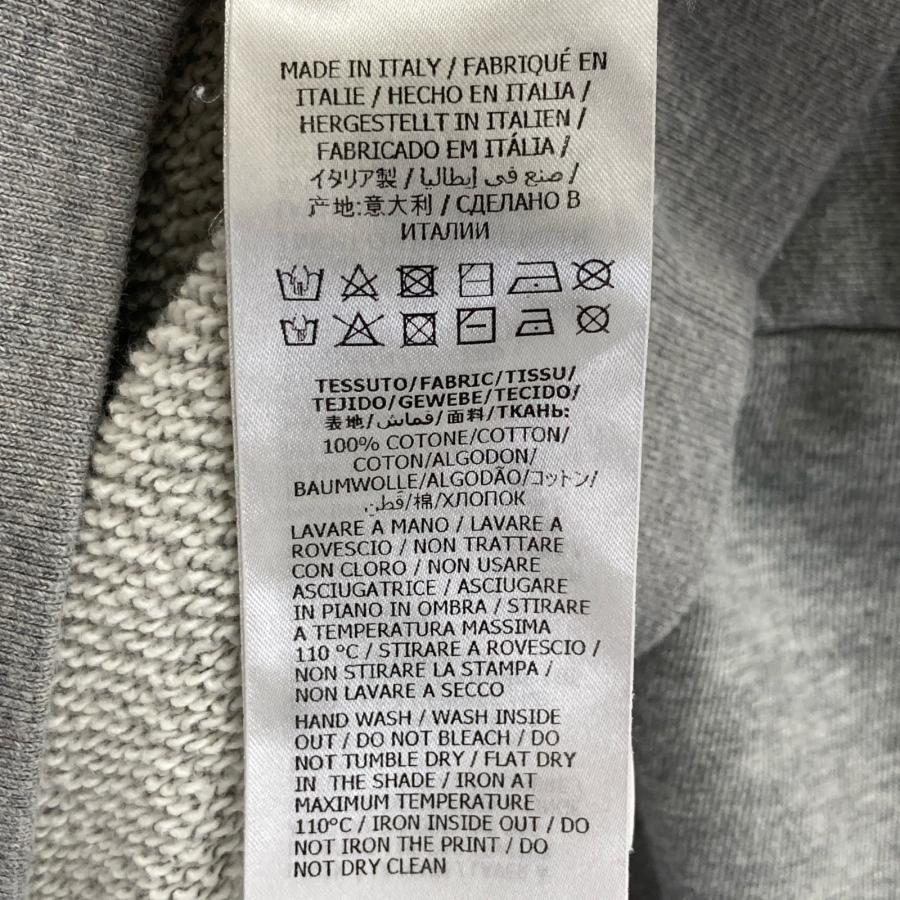 MADE IN ITALY / FABRIQUÉ EN
ITALIE / HECHO EN ITALIA /
HERGESTELLT IN ITALIEN /
FABRICADO EM ITÁLIA /
イタリア製 / صنع في إيطاليا /
产地:意大利 / СДЕЛАНО В
ИТАЛИИ
TESSUTO/FABRIC/TISSU/
TEJIDO/GEWEBE/TECIDO/
表地/قماش/面料/ТКАНЬ:
100% COTONE/COTTON/
COTON/ALGODON/
BAUMWOLLE/ALGODÃO/コットン/
قطن/棉/ХЛОПОК
LAVARE A MANO / LAVARE A
ROVESCIO / NON TRATTARE
CON CLORO / NON USARE
ASCIUGATRICE / ASCIUGARE
IN PIANO IN OMBRA / STIRARE
A TEMPERATURA MASSIMA
110 °C / STIRARE A ROVESCIO /
NON STIRARE LA STAMPA /
NON LAVARE A SECCO
HAND WASH / WASH INSIDE
OUT / DO NOT BLEACH / DO
NOT TUMBLE DRY / FLAT DRY
IN THE SHADE / IRON AT
MAXIMUM TEMPERATURE
110°C / IRON INSIDE OUT / DO
NOT IRON THE PRINT / DO
NOT DRY CLEAN